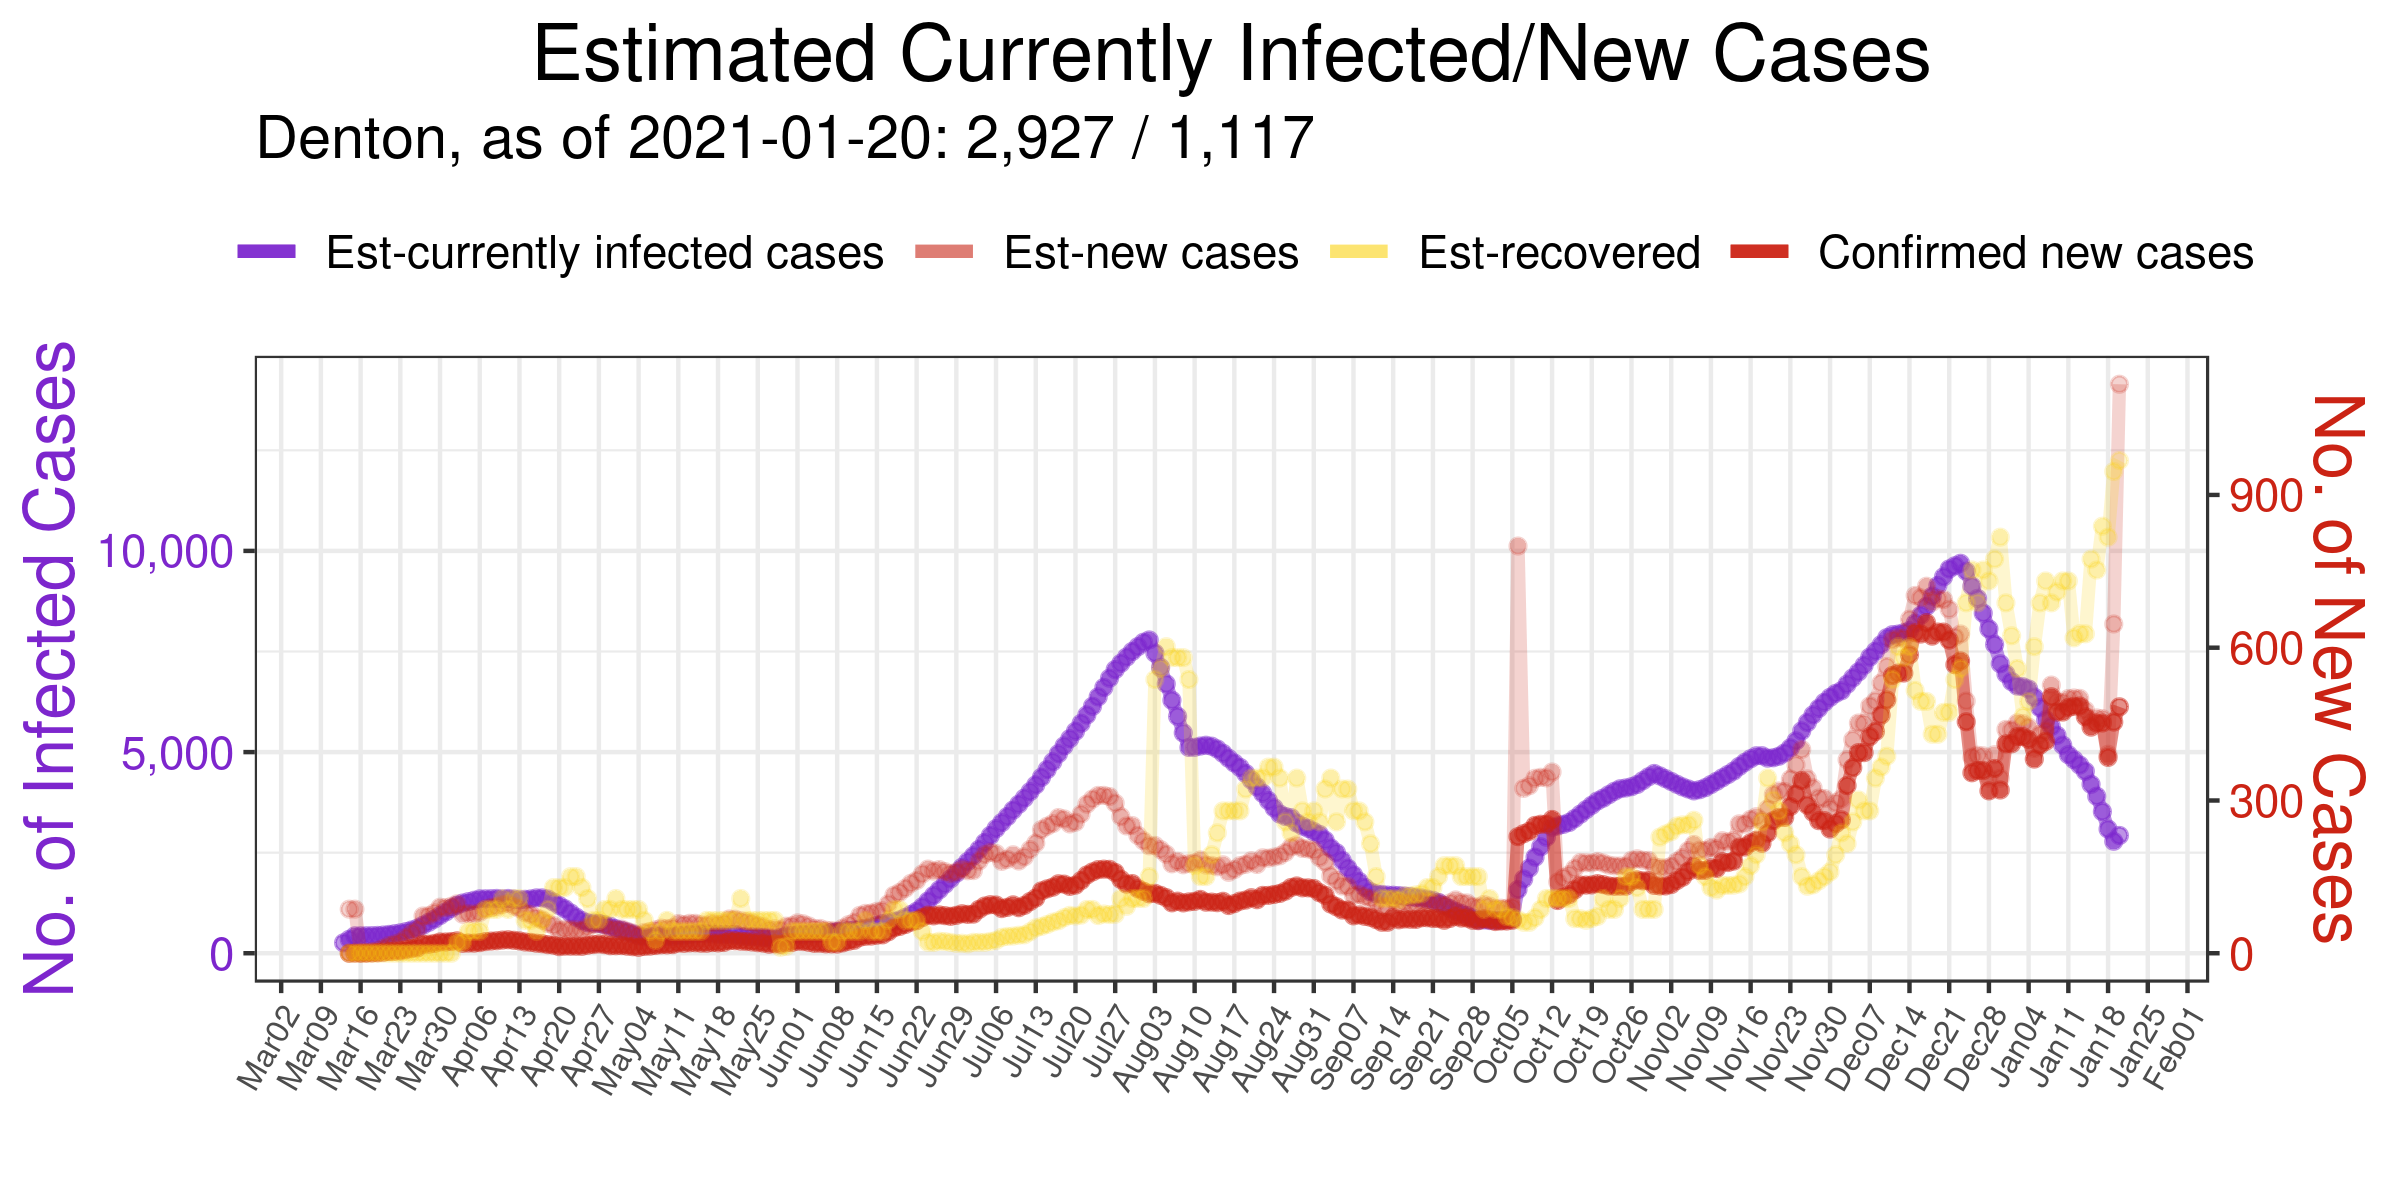 Estimated Currently Infected/New Cases
Denton, as of 2021-01-20: 2,927 / 1,117
Est-currently infected cases Est-new cases Est-recovered Confirmed new cases
No. of Infected Cases
10,000
5,000
0
No. of New Cases
900
600
300
0
Mar02 Mar09 Mar16 Mar23 Mar30 Apr06 Apr13 Apr20 Apr27 May04 May11 May18 May25 Jun01 Jun08 Jun15 Jun22 Jun29 Jul06 Jul13 Jul20 Jul27 Aug03 Aug10 Aug17 Aug24 Aug31 Sep07 Sep14 Sep21 Sep28 Oct05 Oct12 Oct19 Oct26 Nov02 Nov09 Nov16 Nov23 Nov30 Dec07 Dec14 Dec21 Dec28 Jan04 Jan11 Jan18 Jan25 Feb01